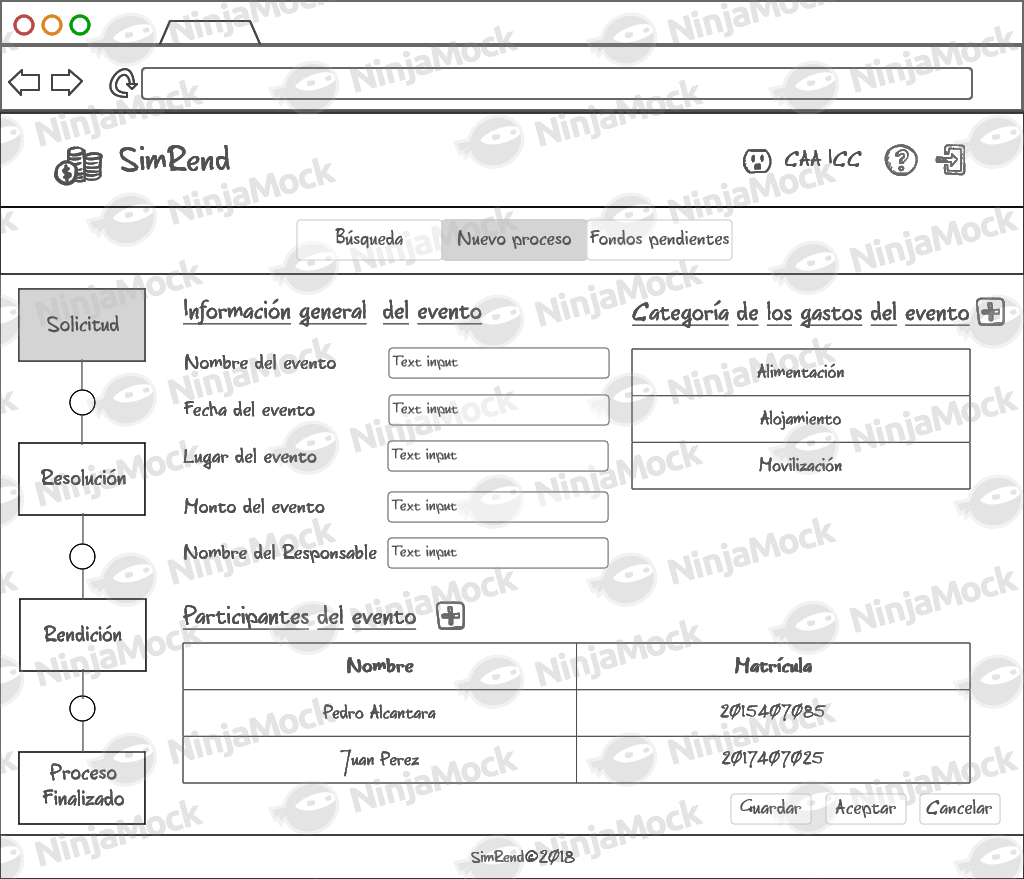 SimRend
CAA ICC
Búsqueda
Nuevo proceso
Fondos pendientes
Solicitud
Resolución
Rendición
Proceso
Finalizado
Información general del evento
Nombre del evento
Text input
Fecha del evento
Text input
Lugar del evento
Text input
Monto del evento
Text input
Nombre del Responsable
Text input
Categoría de los gastos del evento
Alimentación
Alojamiento
Movilización
Participantes del evento
Nombre
Matrícula
Pedro Alcantara
2015407085
Juan Perez
2017407025
Guardar
Aceptar
Cancelar
SimRend©2018
NinjaMock